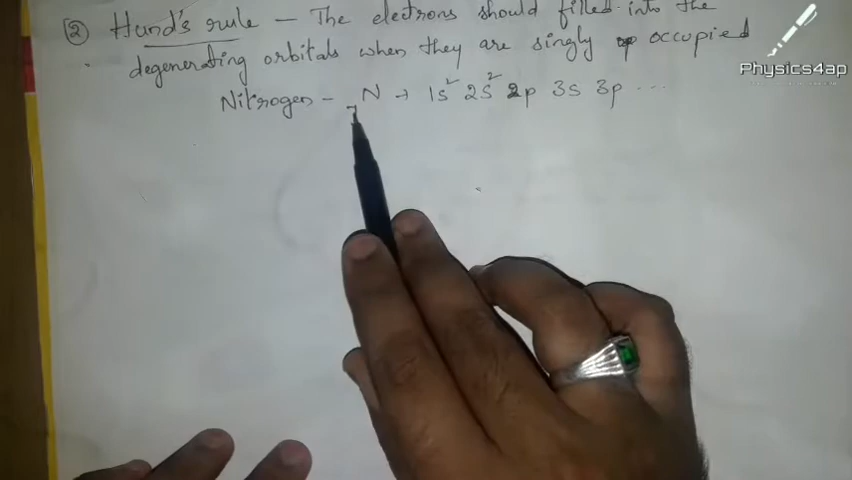 ② Hund's rule – The electrons should filled into the
degenerating orbitals when they are singly occupied
Nitrogen – ₇N → 1s² 2s² 2p 3s 3p ...
Physics4ap